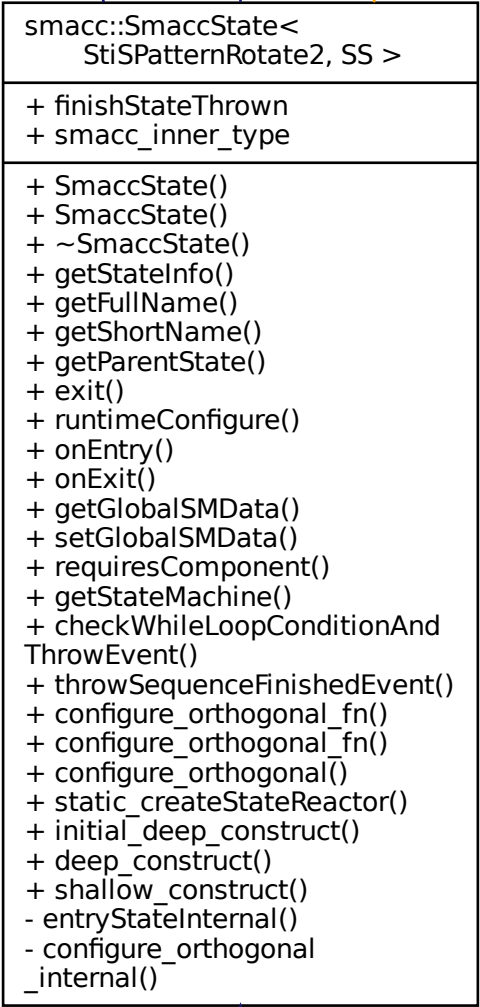 smacc::SmaccState<
StiSPatternRotate2, SS >
+ finishStateThrown
+ smacc_inner_type
+ SmaccState()
+ SmaccState()
+ ~SmaccState()
+ getStateInfo()
+ getFullName()
+ getShortName()
+ getParentState()
+ exit()
+ runtimeConfigure()
+ onEntry()
+ onExit()
+ getGlobalSMData()
+ setGlobalSMData()
+ requiresComponent()
+ getStateMachine()
+ checkWhileLoopConditionAnd
ThrowEvent()
+ throwSequenceFinishedEvent()
+ configure_orthogonal_fn()
+ configure_orthogonal_fn()
+ configure_orthogonal()
+ static_createStateReactor()
+ initial_deep_construct()
+ deep_construct()
+ shallow_construct()
- entryStateInternal()
- configure_orthogonal
_internal()